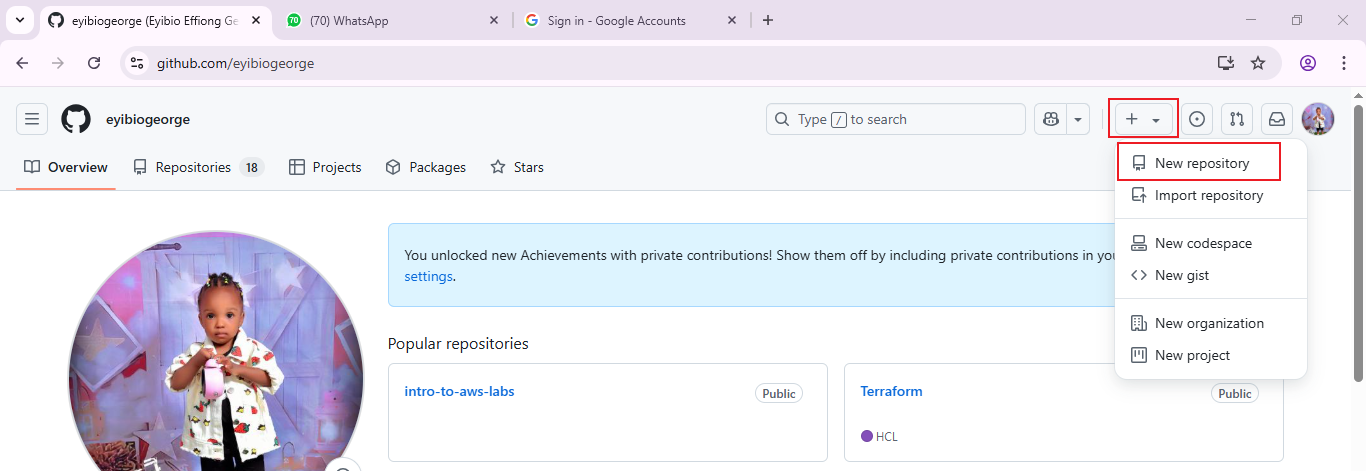 eyibiogeorge (Eyibio Effiong Ge
70 (70) WhatsApp
Sign in - Google Accounts
github.com/eyibiogeorge
eyibiogeorge
Type / to search
Overview
Repositories 18
Projects
Packages
Stars
New repository
Import repository
New codespace
New gist
New organization
New project
You unlocked new Achievements with private contributions! Show them off by including private contributions in you
settings.
Popular repositories
intro-to-aws-labs
Public
Terraform
Public
HCL